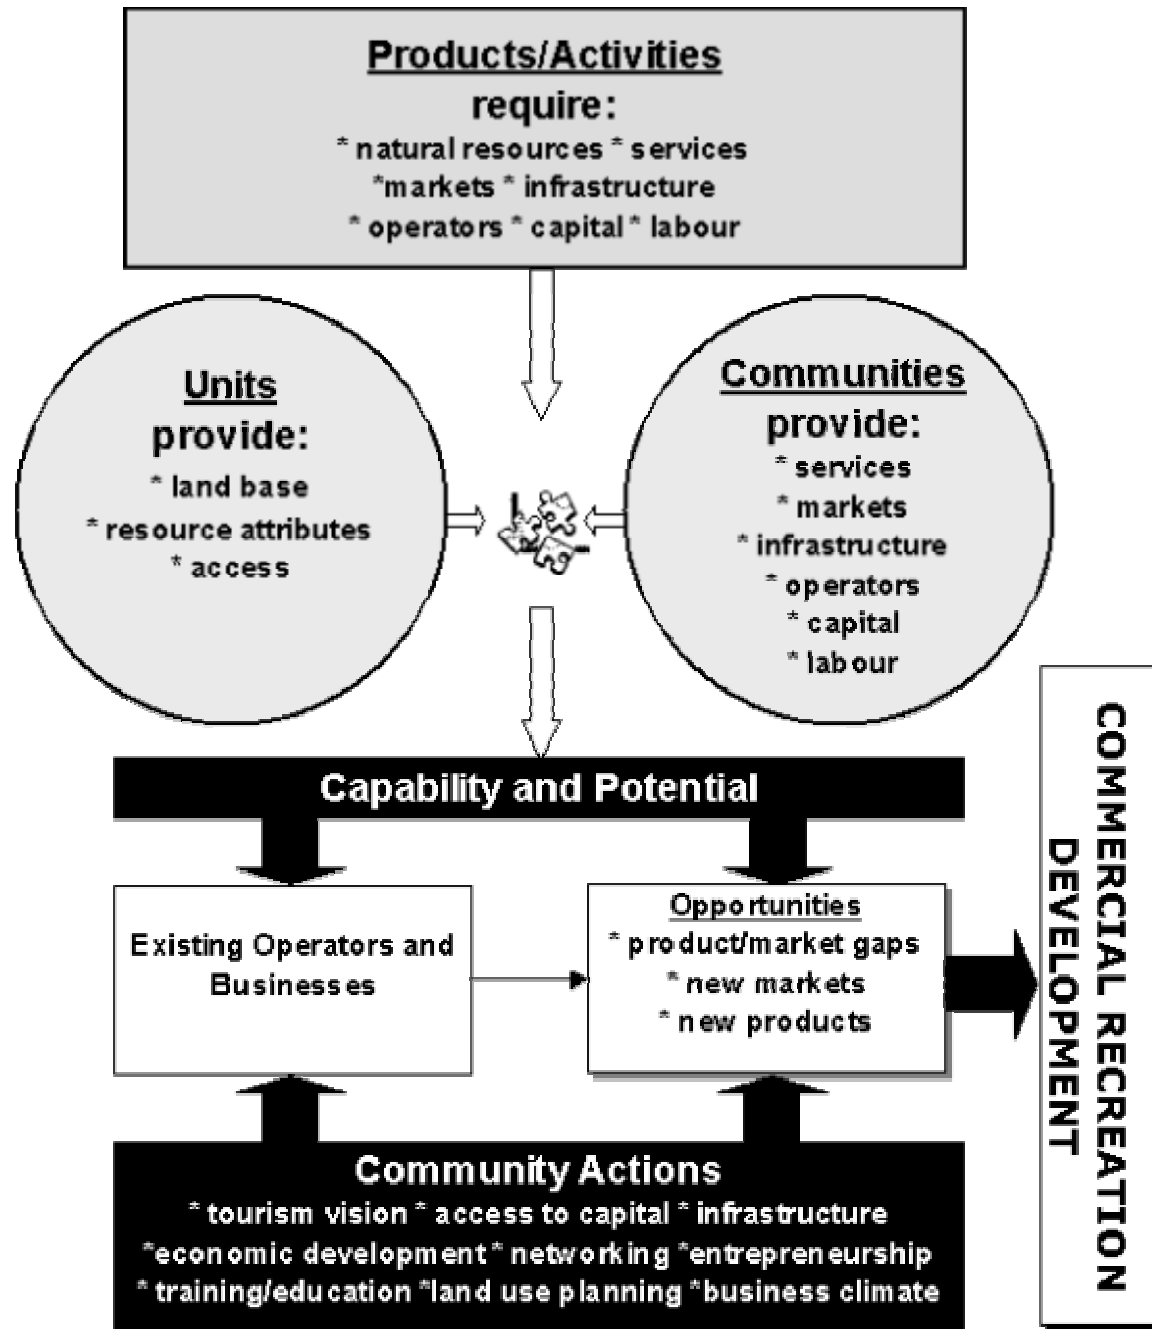 Products/Activities
require:
* natural resources * services
*markets * infrastructure
* operators * capital * labour
Units
provide:
* land base
* resource attributes
* access
Communities
provide:
* services
* markets
* infrastructure
* operators
* capital
* labour
Capability and Potential
Existing Operators and
Businesses
Opportunities
* product/market gaps
* new markets
* new products
COMMERCIAL RECREATION
DEVELOPMENT
Community Actions
* tourism vision * access to capital * infrastructure
*economic development * networking *entrepreneurship
* training/education *land use planning *business climate